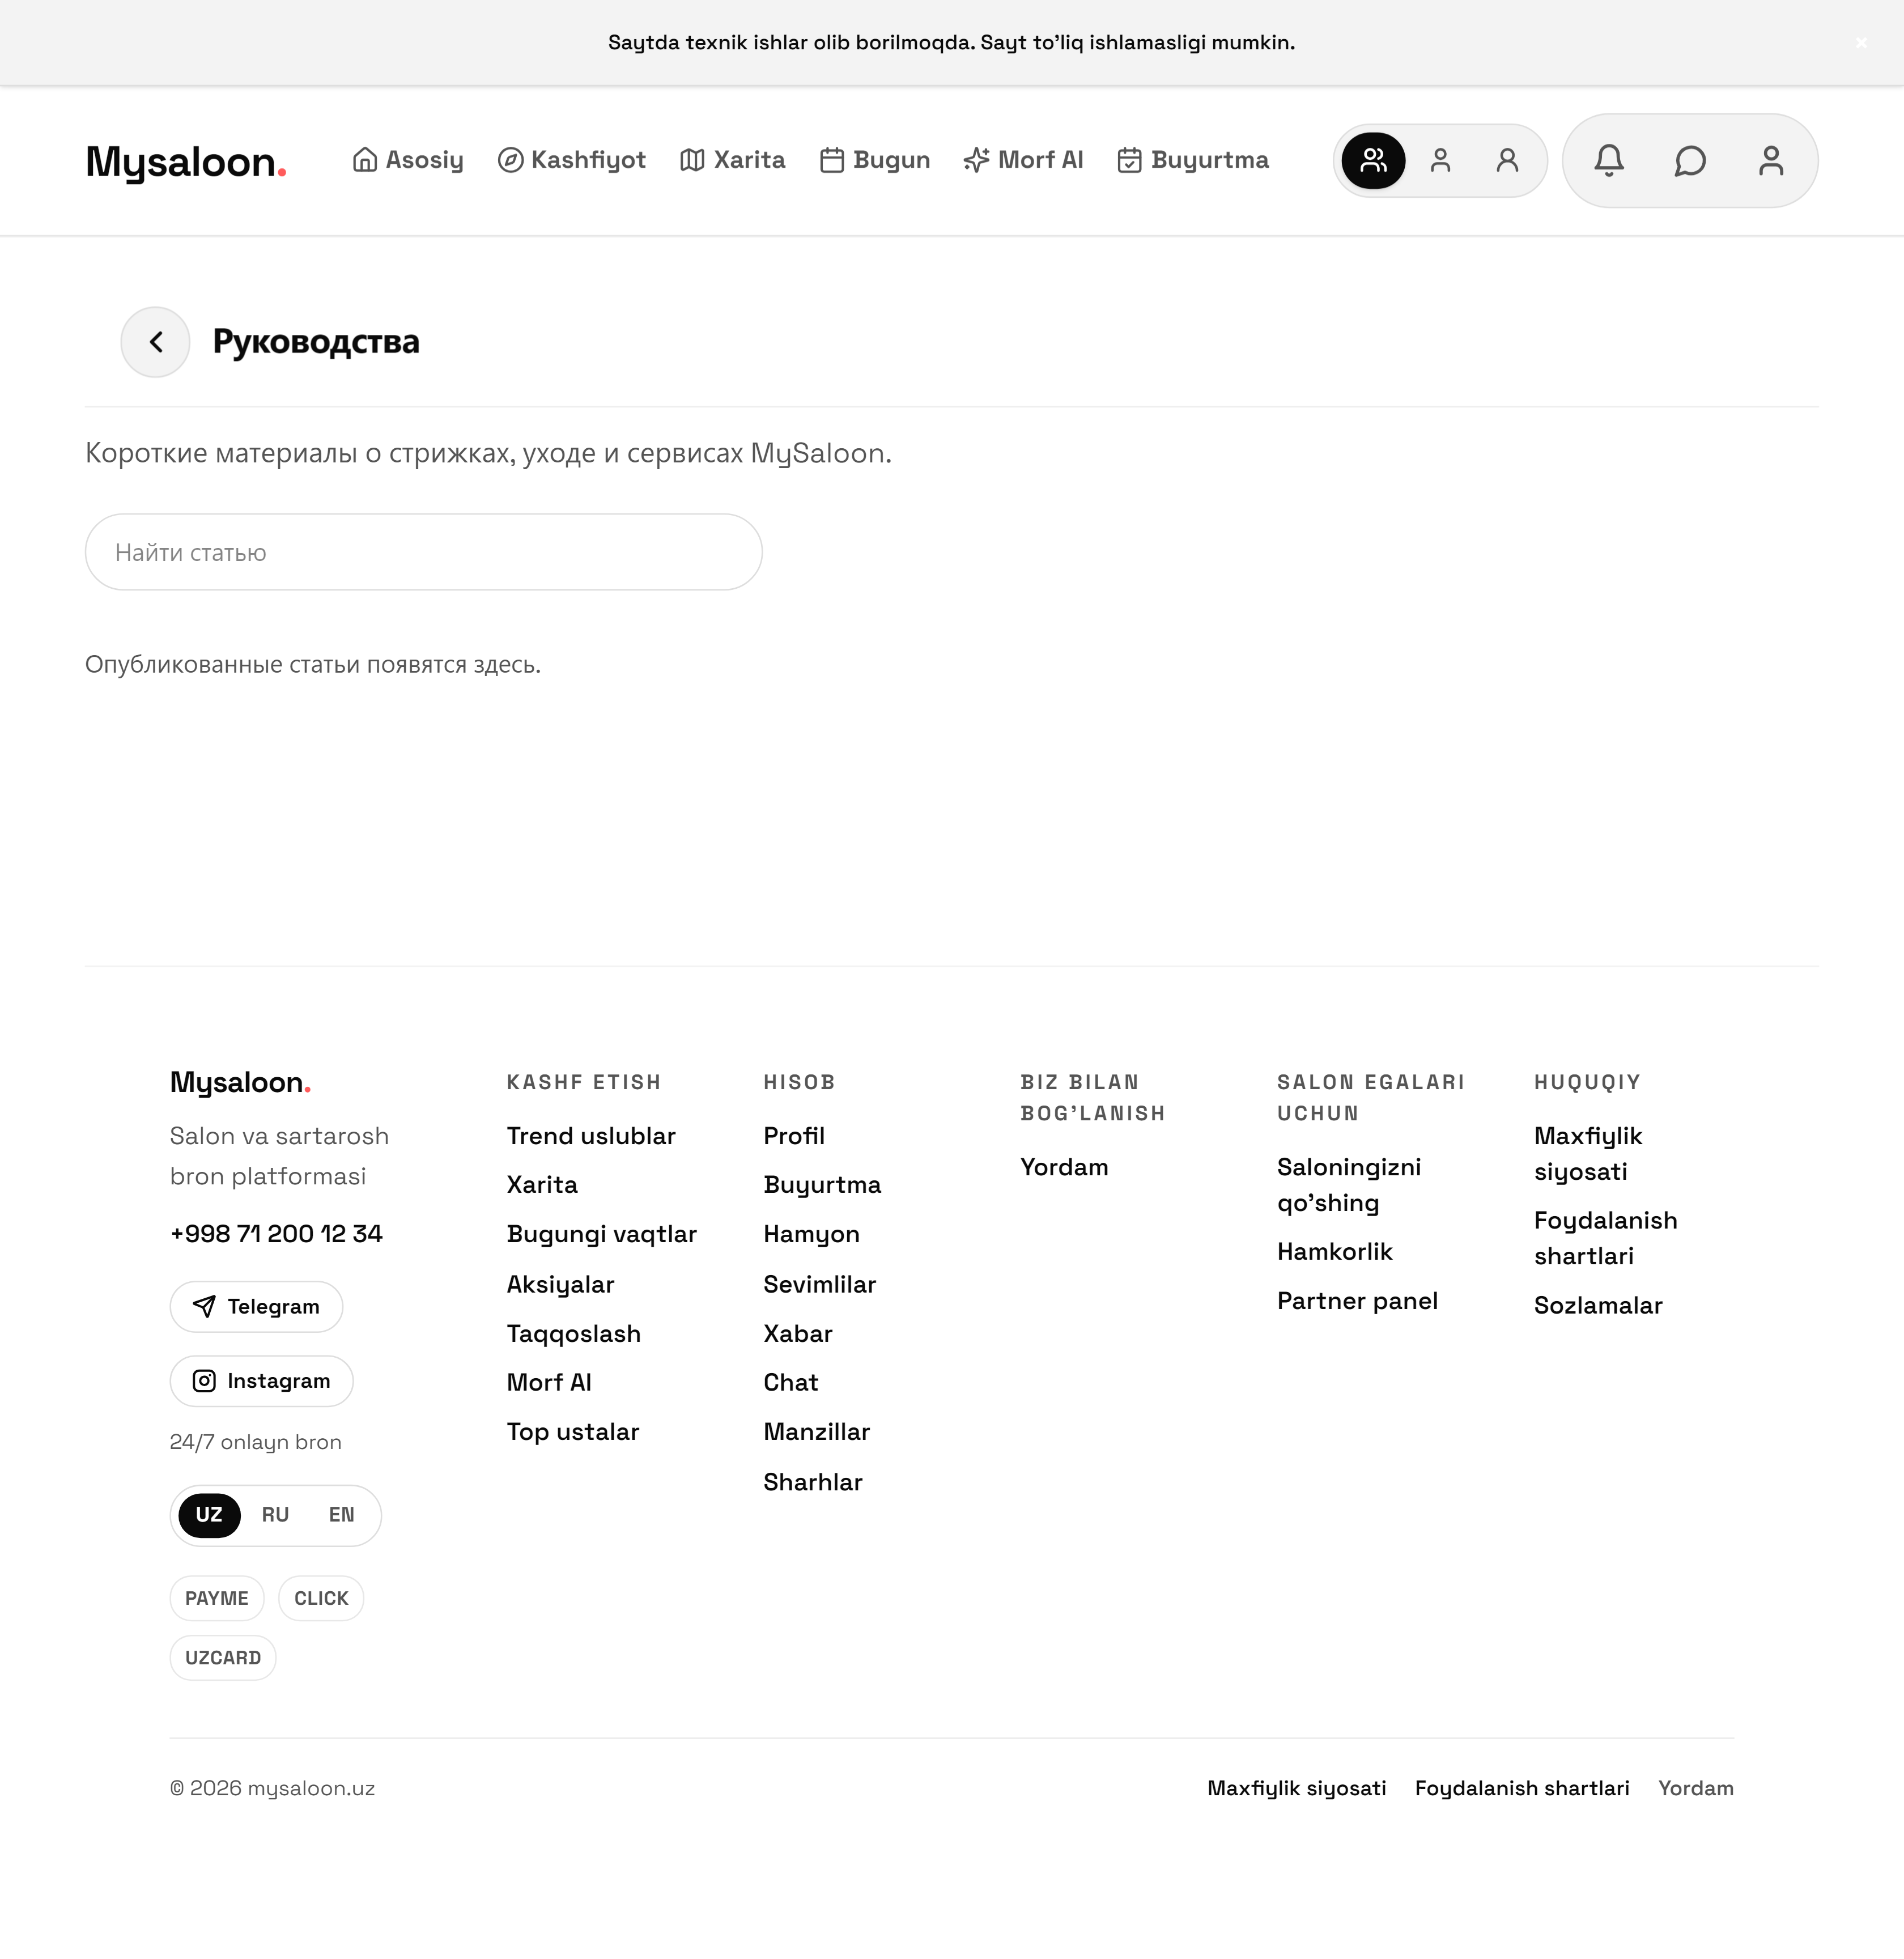 Saytda texnik ishlar olib borilmoqda. Sayt to’liq ishlamasligi mumkin.
Mysaloon.
Asosiy
Kashfiyot
Xarita
Bugun
Morf AI
Buyurtma
Руководства
Короткие материалы о стрижках, уходе и сервисах MySaloon.
Найти статью
Опубликованные статьи появятся здесь.
Mysaloon.
Salon va sartarosh
bron platformasi
+998 71 200 12 34
Telegram
Instagram
24/7 onlayn bron
UZ RU EN
PAYME CLICK
UZCARD
KASHF ETISH
Trend uslublar
Xarita
Bugungi vaqtlar
Aksiyalar
Taqqoslash
Morf AI
Top ustalar
HISOB
Profil
Buyurtma
Hamyon
Sevimlilar
Xabar
Chat
Manzillar
Sharhlar
BIZ BILAN
BOG’LANISH
Yordam
SALON EGALARI
UCHUN
Saloningizni
qo’shing
Hamkorlik
Partner panel
HUQUQIY
Maxfiylik
siyosati
Foydalanish
shartlari
Sozlamalar
© 2026 mysaloon.uz
Maxfiylik siyosati
Foydalanish shartlari
Yordam